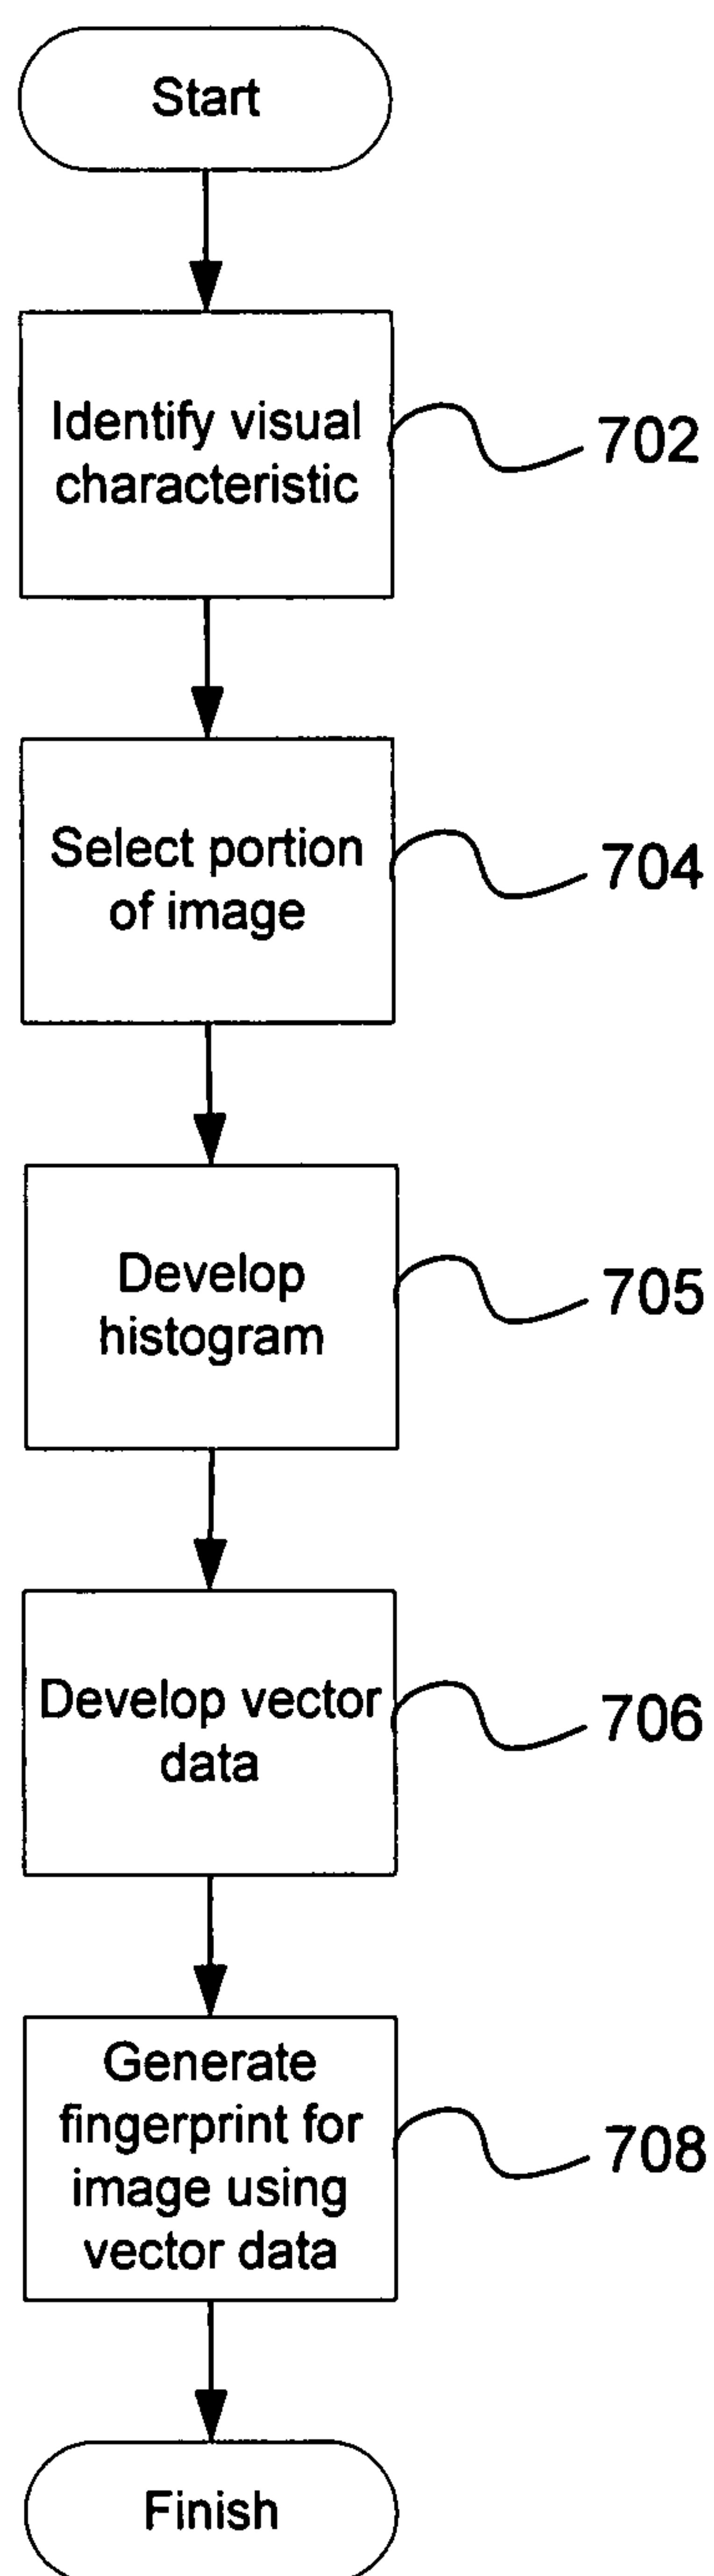 Start
Identify visual
characteristic
702
Select portion
of image
704
Develop
histogram
705
Develop vector
data
706
Generate
fingerprint for
image using
vector data
708
Finish